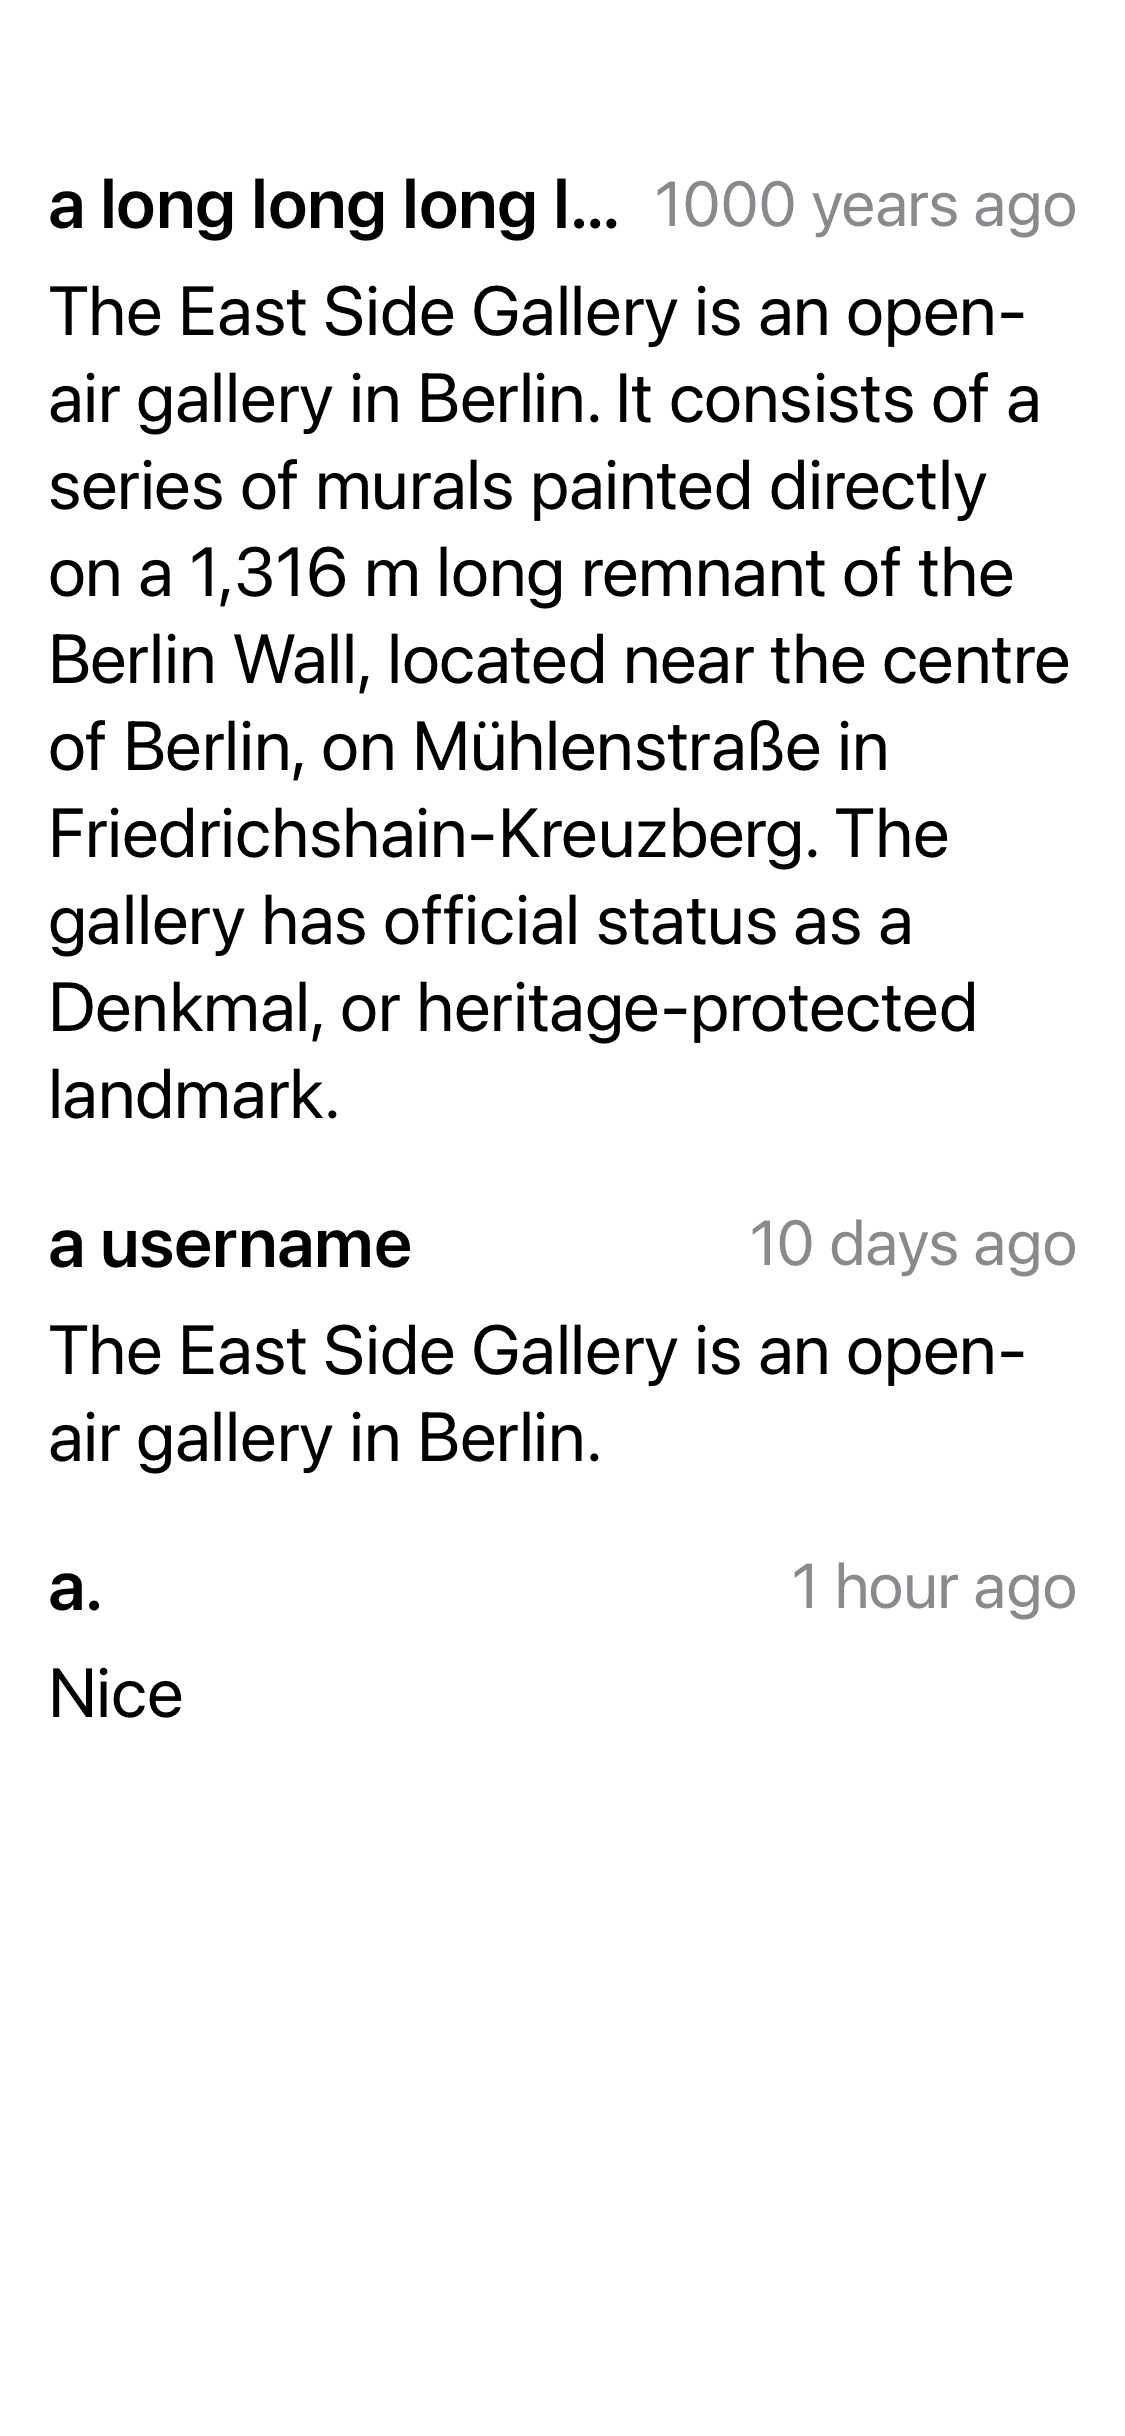 a long long long l... 1000 years ago
The East Side Gallery is an open-
air gallery in Berlin. It consists of a
series of murals painted directly
on a 1,316 m long remnant of the
Berlin Wall, located near the centre
of Berlin, on Mühlenstraße in
Friedrichshain-Kreuzberg. The
gallery has official status as a
Denkmal, or heritage-protected
landmark.
a username 10 days ago
The East Side Gallery is an open-
air gallery in Berlin.
a. 1 hour ago
Nice